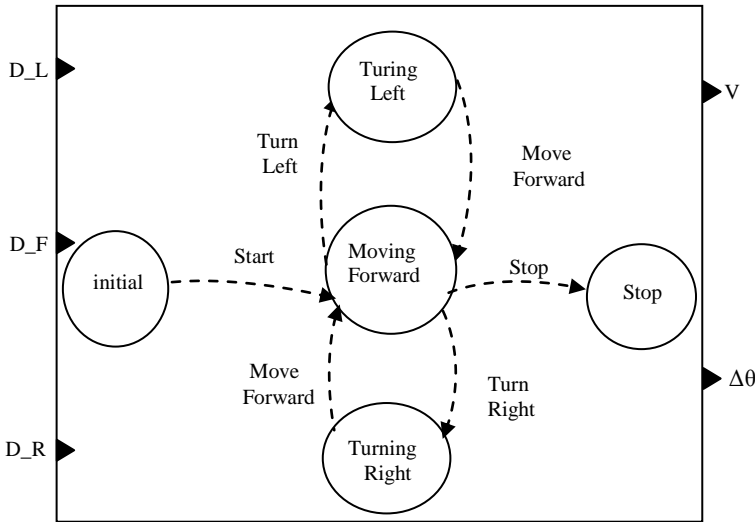 D_L
Turing
Left
V
Turn
Left
Move
Forward
D_F
initial
Start
Moving
Forward
Stop
Stop
Move
Forward
Turn
Right
Δθ
D_R
Turning
Right